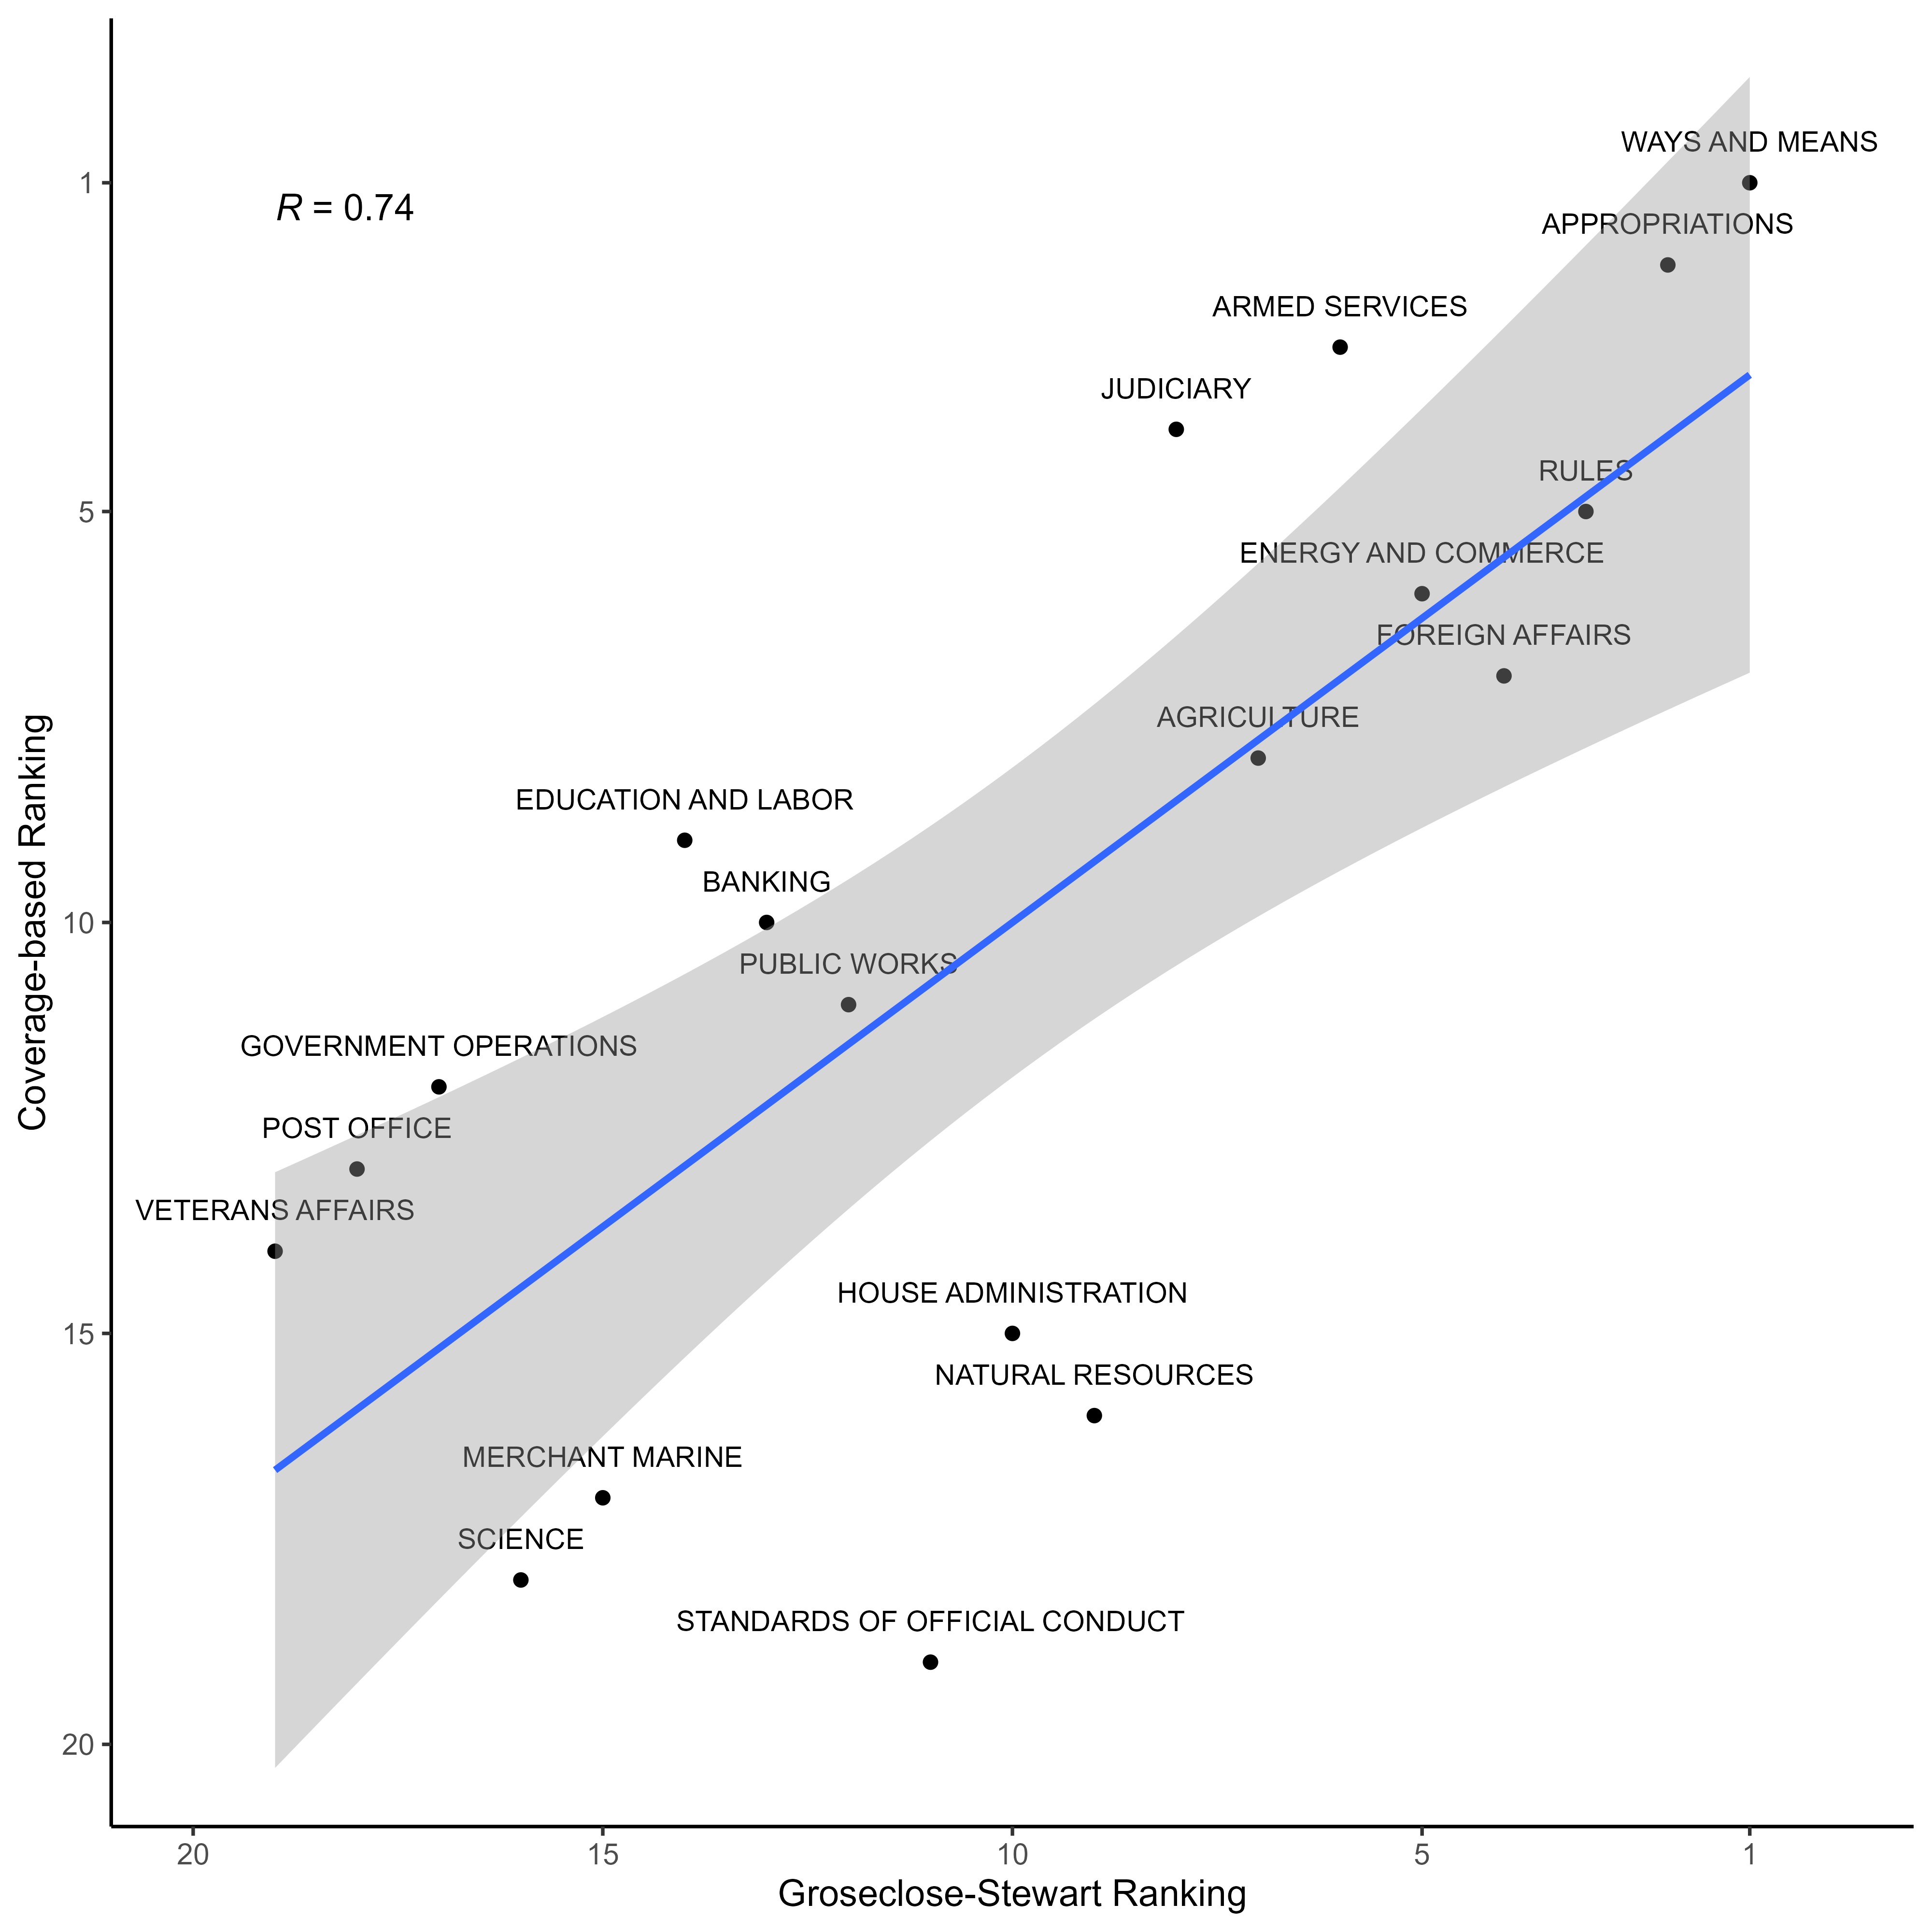 WAYS AND MEANS
1
R = 0.74
APPROPRIATIONS
ARMED SERVICES
JUDICIARY
RULES
5
ENERGY AND COMMERCE
FOREIGN AFFAIRS
AGRICULTURE
EDUCATION AND LABOR
BANKING
10
PUBLIC WORKS
GOVERNMENT OPERATIONS
POST OFFICE
VETERANS AFFAIRS
HOUSE ADMINISTRATION
15
NATURAL RESOURCES
MERCHANT MARINE
SCIENCE
STANDARDS OF OFFICIAL CONDUCT
20
Coverage-based Ranking
20 15 10 5 1
Groseclose-Stewart Ranking